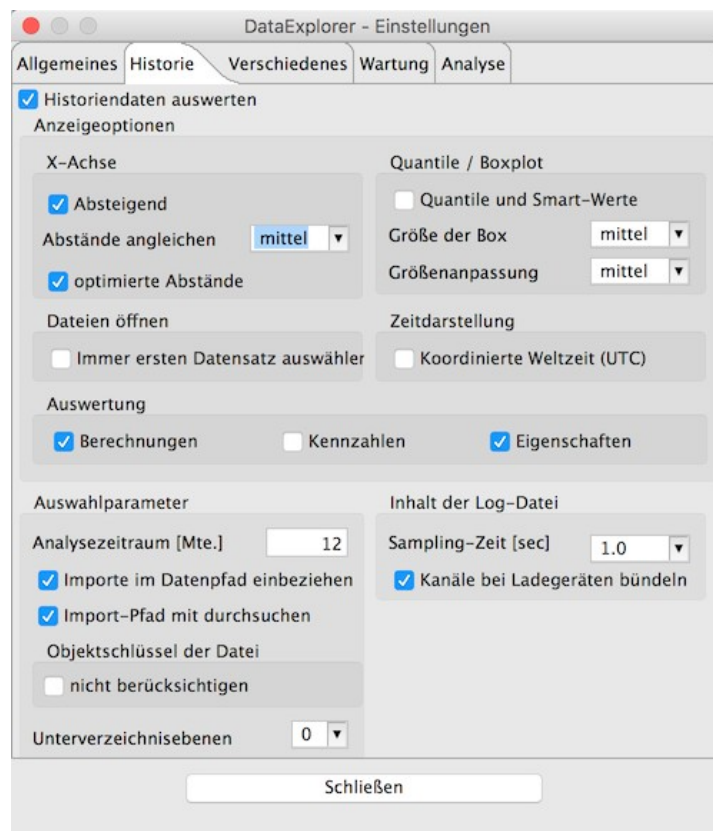 DataExplorer - Einstellungen
Allgemeines Historie Verschiedenes Wartung Analyse
Historiendaten auswerten
Anzeigeoptionen
X-Achse
Absteigend
Abstände angleichen mittel
optimierte Abstände
Quantile / Boxplot
Quantile und Smart-Werte
Größe der Box mittel
Größenanpassung mittel
Dateien öffnen
Immer ersten Datensatz auswähler
Zeitdarstellung
Koordinierte Weltzeit (UTC)
Auswertung
Berechnungen Kennzahlen Eigenschaften
Auswahlparameter
Analysezeitraum [Mte.] 12
Importe im Datenpfad einbeziehen
Import-Pfad mit durchsuchen
Objektschlüssel der Datei
nicht berücksichtigen
Unterverzeichnisebenen 0
Inhalt der Log-Datei
Sampling-Zeit [sec] 1.0
Kanäle bei Ladegeräten bündeln
Schließen